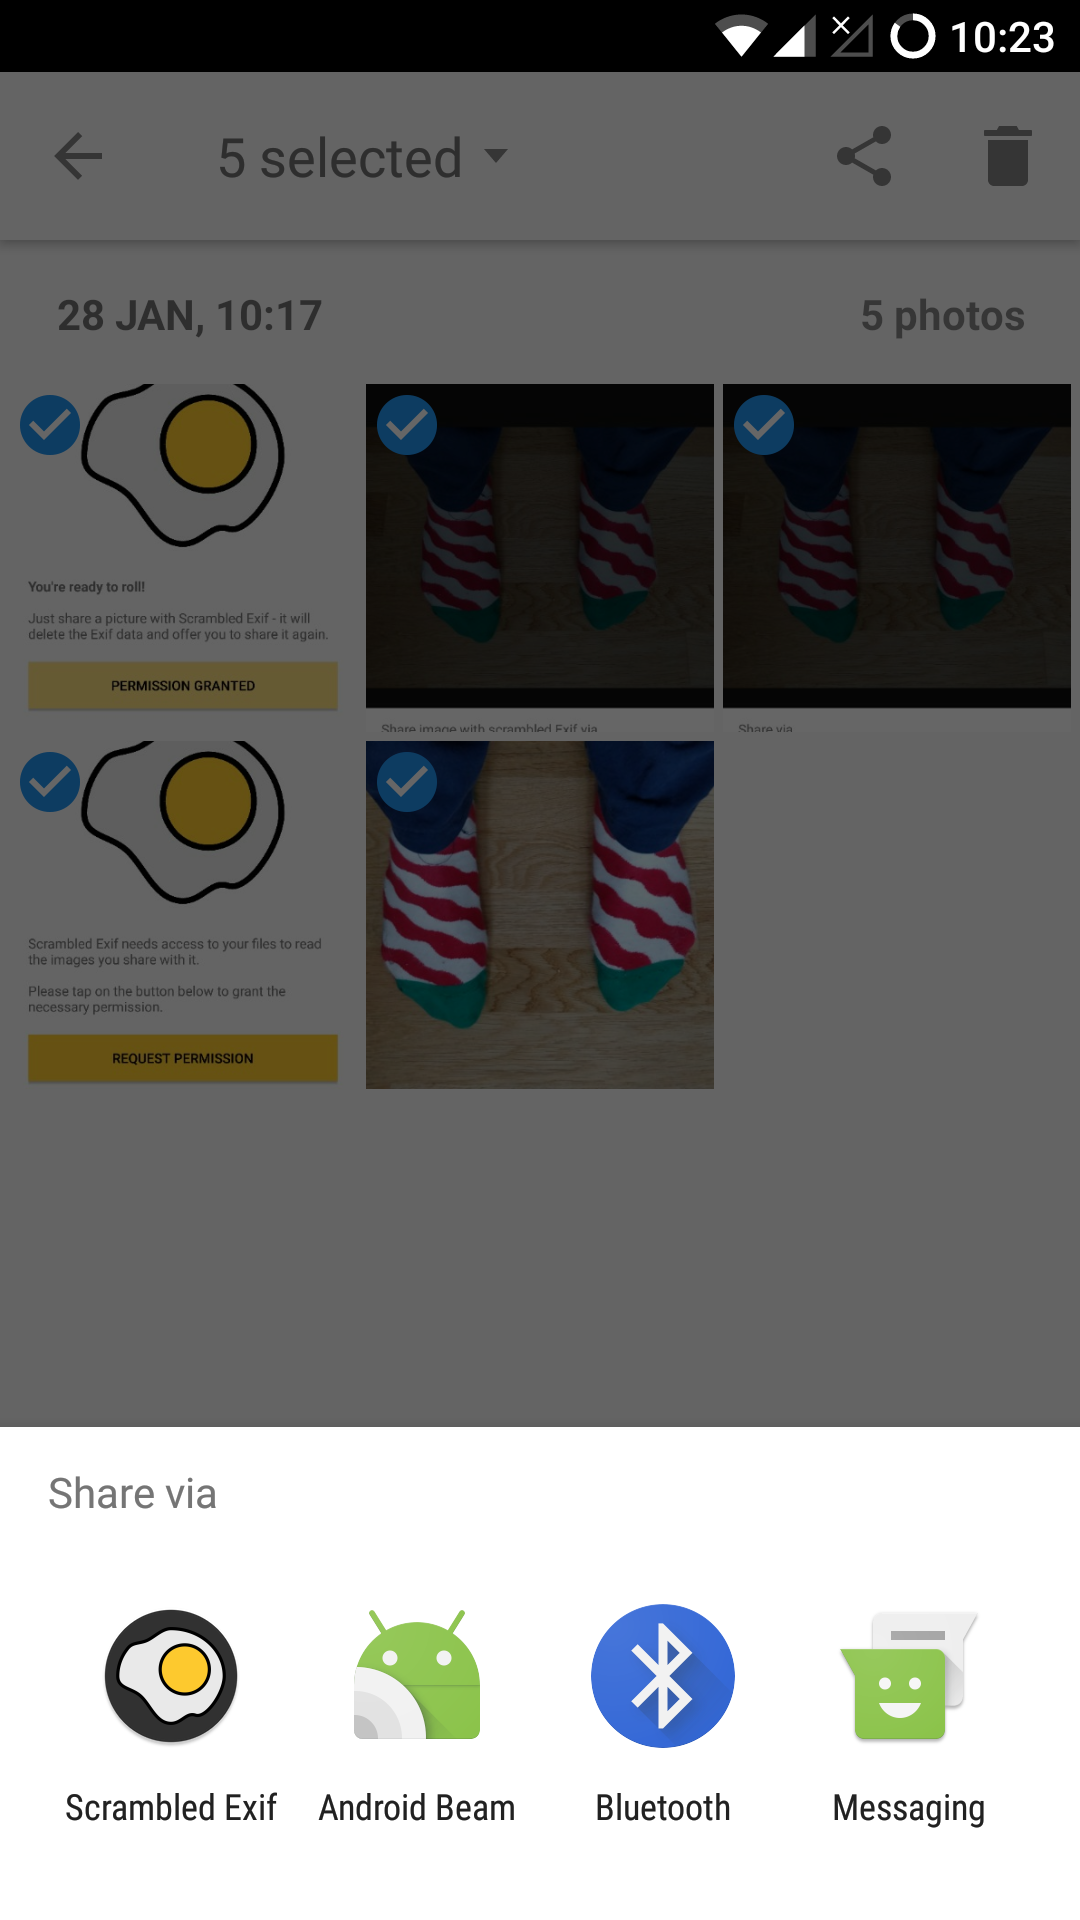 10:23
5 selected
28 JAN, 10:17
5 photos
You're ready to roll!
Just share a picture with Scrambled Exif - it will
delete the Exif data and offer you to share it again.
PERMISSION GRANTED
Share image with scrambled Exif via
Share via
Scrambled Exif needs access to your files to read
the images you share with it.
Please tap on the button below to grant the
necessary permission.
REQUEST PERMISSION
Share via
Scrambled Exif
Android Beam
Bluetooth
Messaging